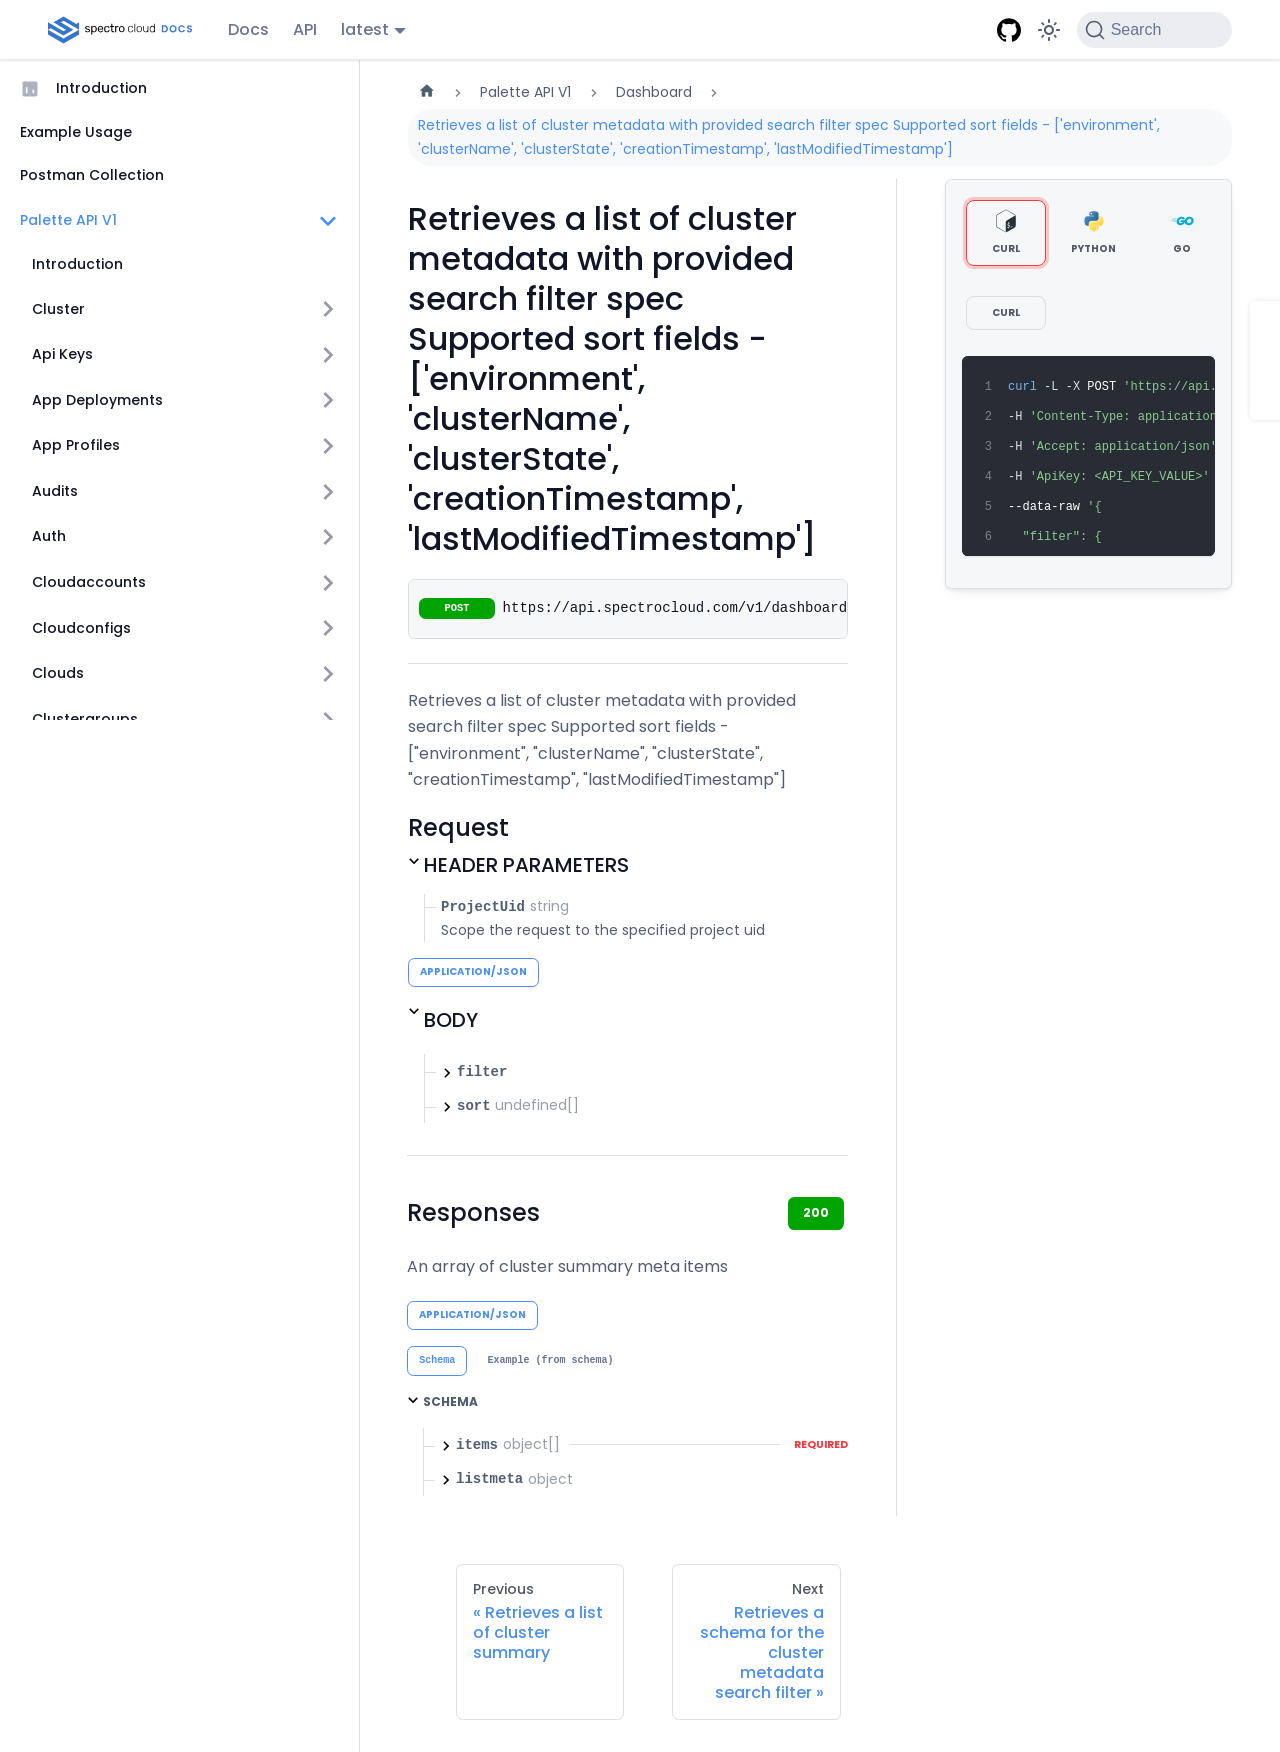 spectro cloud DOCS
Docs
API
latest
Search
Introduction
Example Usage
Postman Collection
Palette API V1
Introduction
Cluster
Api Keys
App Deployments
App Profiles
Audits
Auth
Cloudaccounts
Cloudconfigs
Clouds
Clustergroups
Palette API V1
Dashboard
Retrieves a list of cluster metadata with provided search filter spec Supported sort fields - ['environment',
'clusterName', 'clusterState', 'creationTimestamp', 'lastModifiedTimestamp']
Retrieves a list of cluster
metadata with provided
search filter spec
Supported sort fields -
['environment',
'clusterName',
'clusterState',
'creationTimestamp',
'lastModifiedTimestamp']
POST https://api.spectrocloud.com/v1/dashboard
Retrieves a list of cluster metadata with provided
search filter spec Supported sort fields -
["environment", "clusterName", "clusterState",
"creationTimestamp", "lastModifiedTimestamp"]
Request
HEADER PARAMETERS
ProjectUid string
Scope the request to the specified project uid
APPLICATION/JSON
BODY
filter
sort undefined[]
Responses
200
An array of cluster summary meta items
APPLICATION/JSON
Schema
Example (from schema)
SCHEMA
items object[] REQUIRED
listmeta object
Previous
« Retrieves a list
of cluster
summary
Next
Retrieves a
schema for the
cluster
metadata
search filter »
CURL
PYTHON
GO
CURL
1 curl -L -X POST 'https://api.
2 -H 'Content-Type: application
3 -H 'Accept: application/json'
4 -H 'ApiKey: <API_KEY_VALUE>'
5 --data-raw '{
6 "filter": {